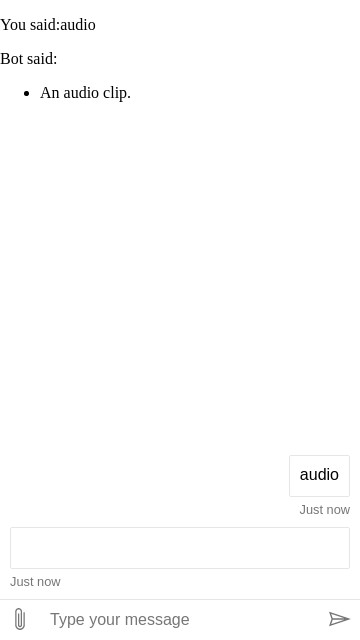 You said:audio
Bot said:
An audio clip.
audio
Just now
Just now
Type your message